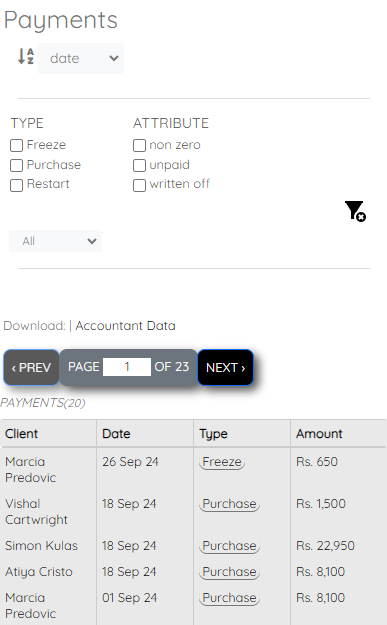 Payments
date
TYPE ATTRIBUTE
Freeze non zero
Purchase unpaid
Restart written off
All
Download: | Accountant Data
‹ PREV PAGE 1 OF 23 NEXT ›
PAYMENTS(20)
Client Date Type Amount
Marcia Predovic 26 Sep 24 Freeze Rs. 650
Vishal Cartwright 18 Sep 24 Purchase Rs. 1,500
Simon Kulas 18 Sep 24 Purchase Rs. 22,950
Atiya Cristo 18 Sep 24 Purchase Rs. 8,100
Marcia Predovic 01 Sep 24 Purchase Rs. 8,100